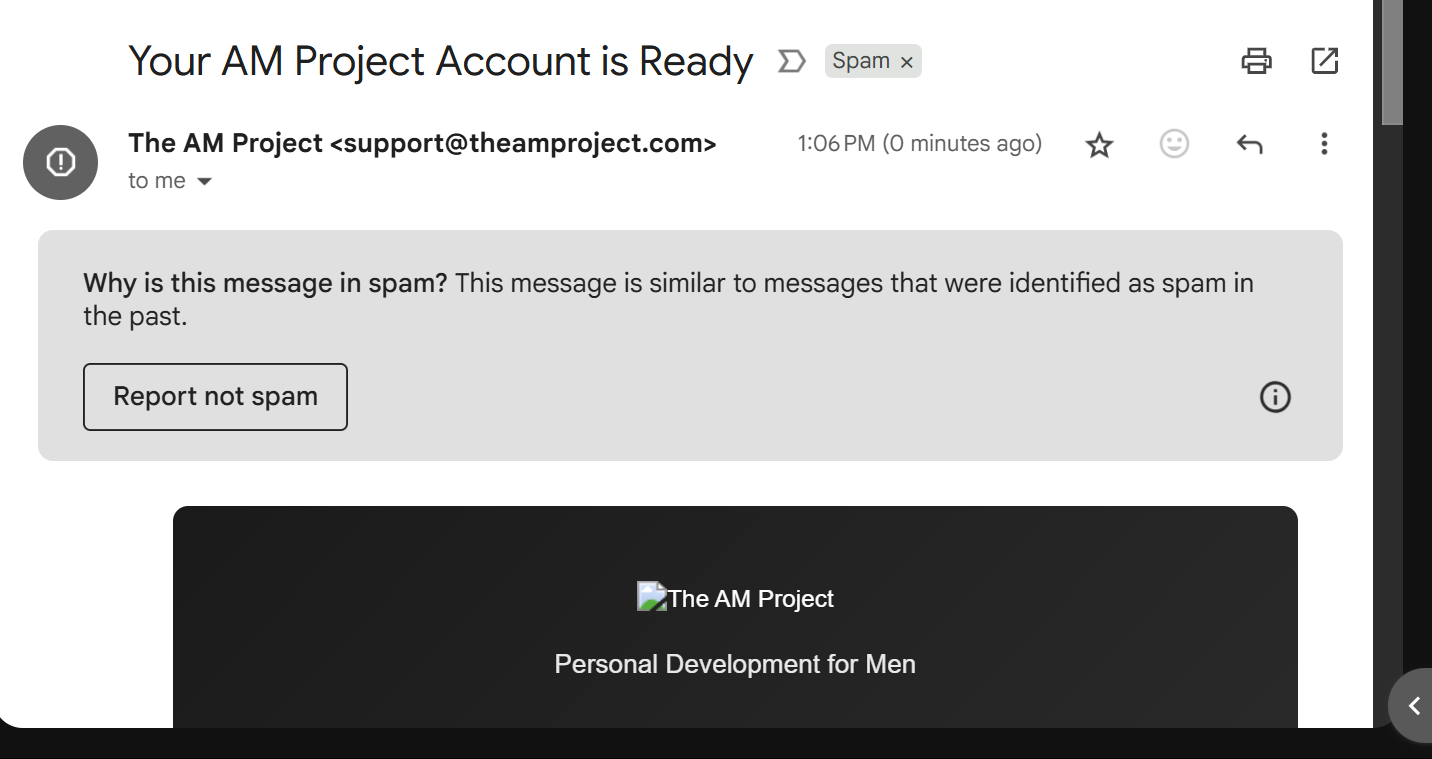 Your AM Project Account is Ready
Spam ×
The AM Project <support@theamproject.com>
1:06 PM (0 minutes ago)
to me
Why is this message in spam? This message is similar to messages that were identified as spam in
the past.
Report not spam
The AM Project
Personal Development for Men